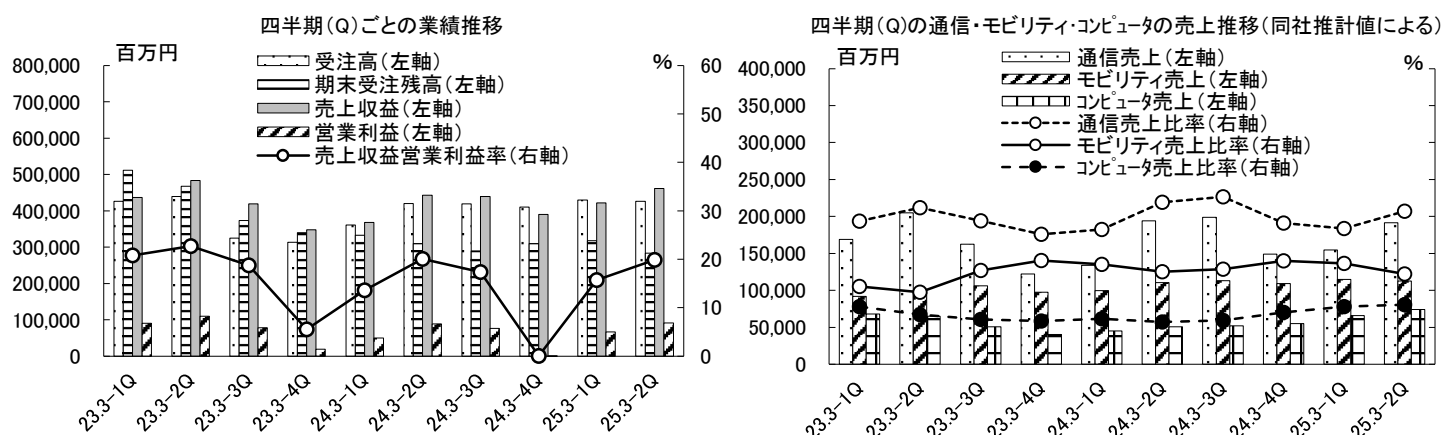 四半期(Q)ごとの業績推移
百万円
%
受注高(左軸)
期末受注残高(左軸)
売上収益(左軸)
営業利益(左軸)
売上収益営業利益率(右軸)
800,000
700,000
600,000
500,000
400,000
300,000
200,000
100,000
0
60
50
40
30
20
10
0
23.3-1Q
23.3-2Q
23.3-3Q
23.3-4Q
24.3-1Q
24.3-2Q
24.3-3Q
24.3-4Q
25.3-1Q
25.3-2Q
四半期(Q)の通信・モビリティ・コンピュータの売上推移(同社推計値による)
百万円
%
通信売上(左軸)
モビリティ売上(左軸)
コンピュータ売上(左軸)
通信売上比率(右軸)
モビリティ売上比率(右軸)
コンピュータ売上比率(右軸)
400,000
350,000
300,000
250,000
200,000
150,000
100,000
50,000
0
23.3-1Q
23.3-2Q
23.3-3Q
23.3-4Q
24.3-1Q
24.3-2Q
24.3-3Q
24.3-4Q
25.3-1Q
25.3-2Q